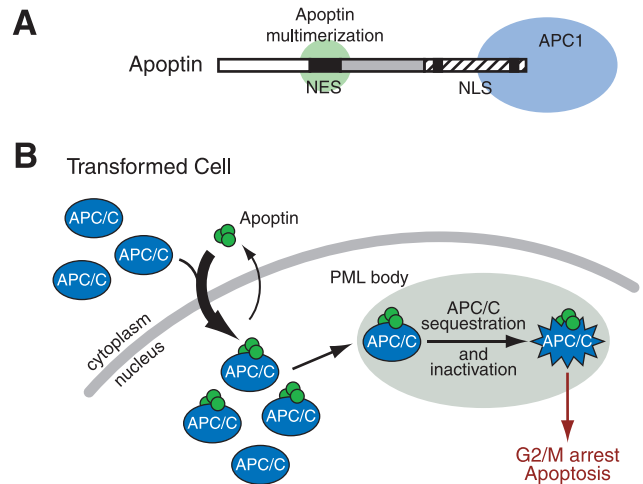 A
Apoptin
multimerization
APC1
Apoptin
NES
NLS
B
Transformed Cell
APC/C
APC/C
APC/C
Apoptin
cytoplasm
nucleus
PML body
APC/C
APC/C
sequestration
and
inactivation
APC/C
APC/C
APC/C
APC/C
APC/C
G2/M arrest
Apoptosis